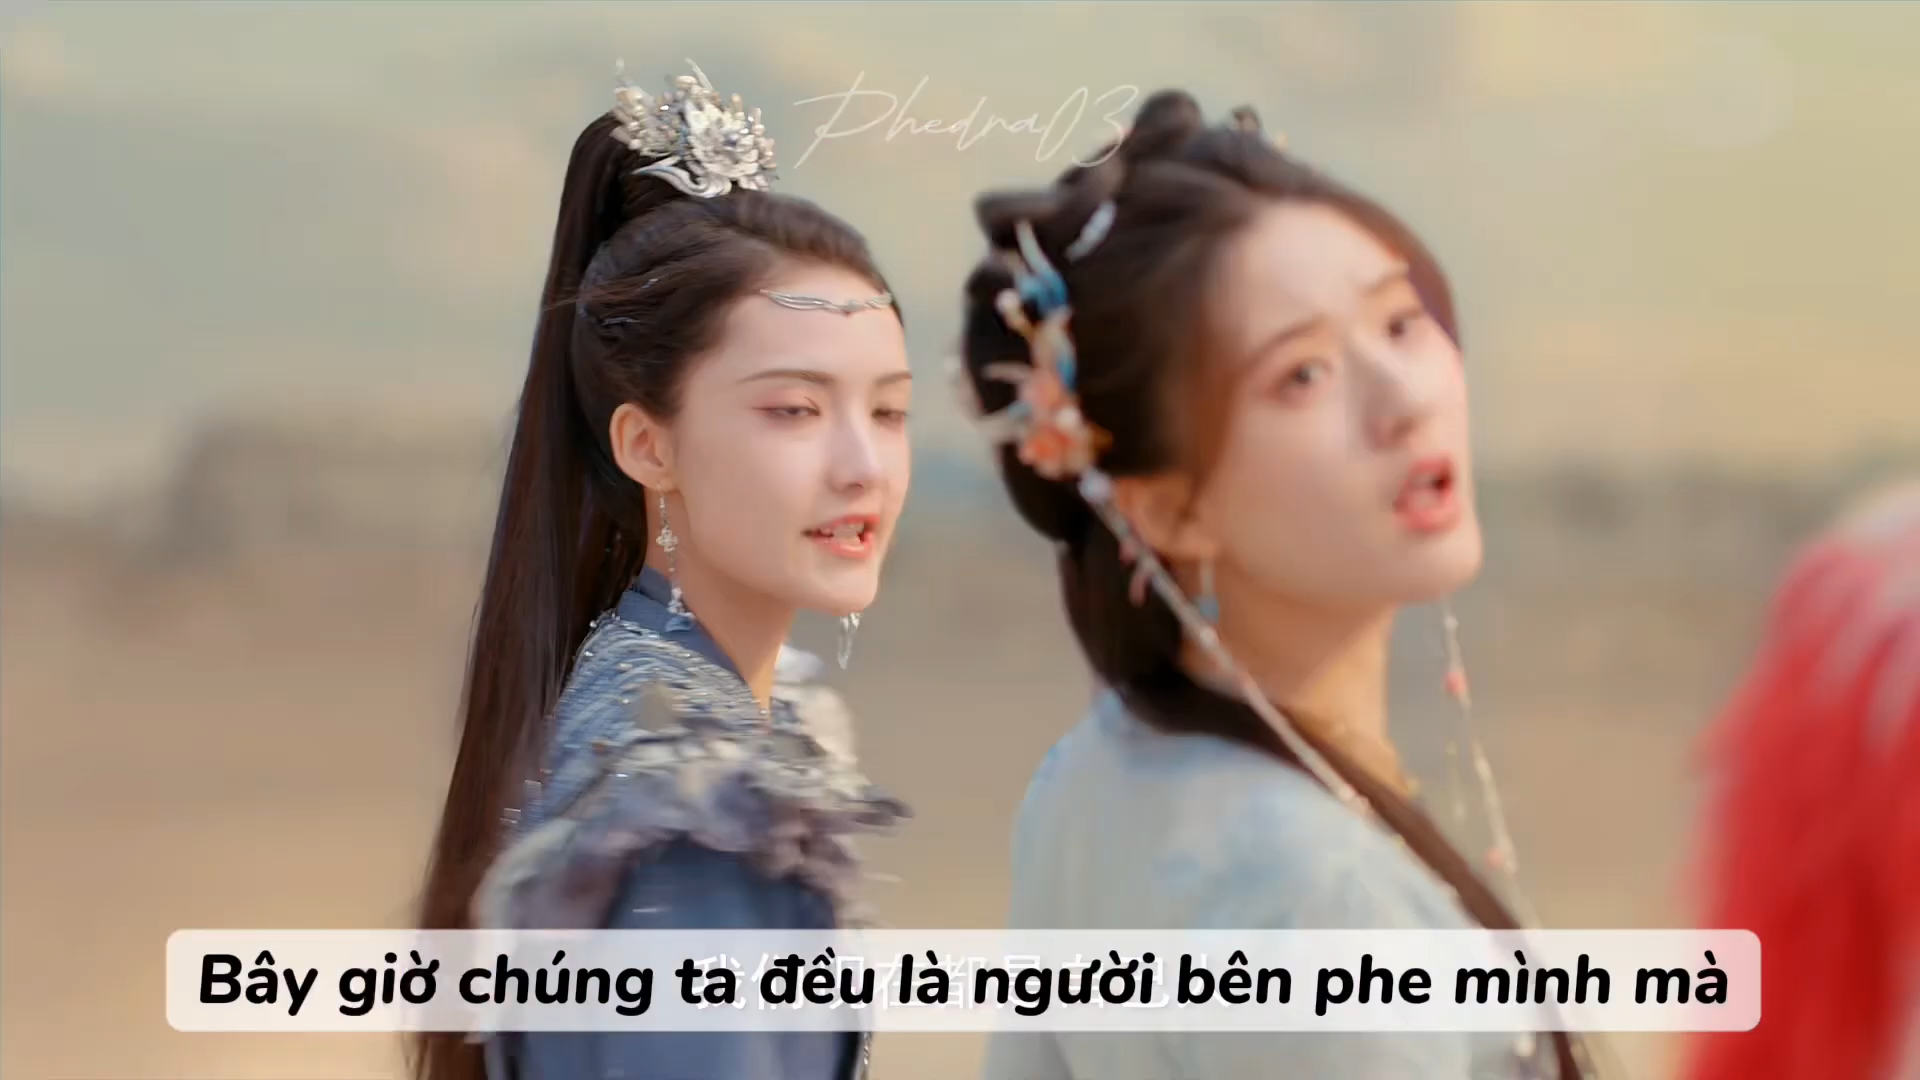 Phedra03
Bây giờ chúng ta đều là người bên phe mình mà